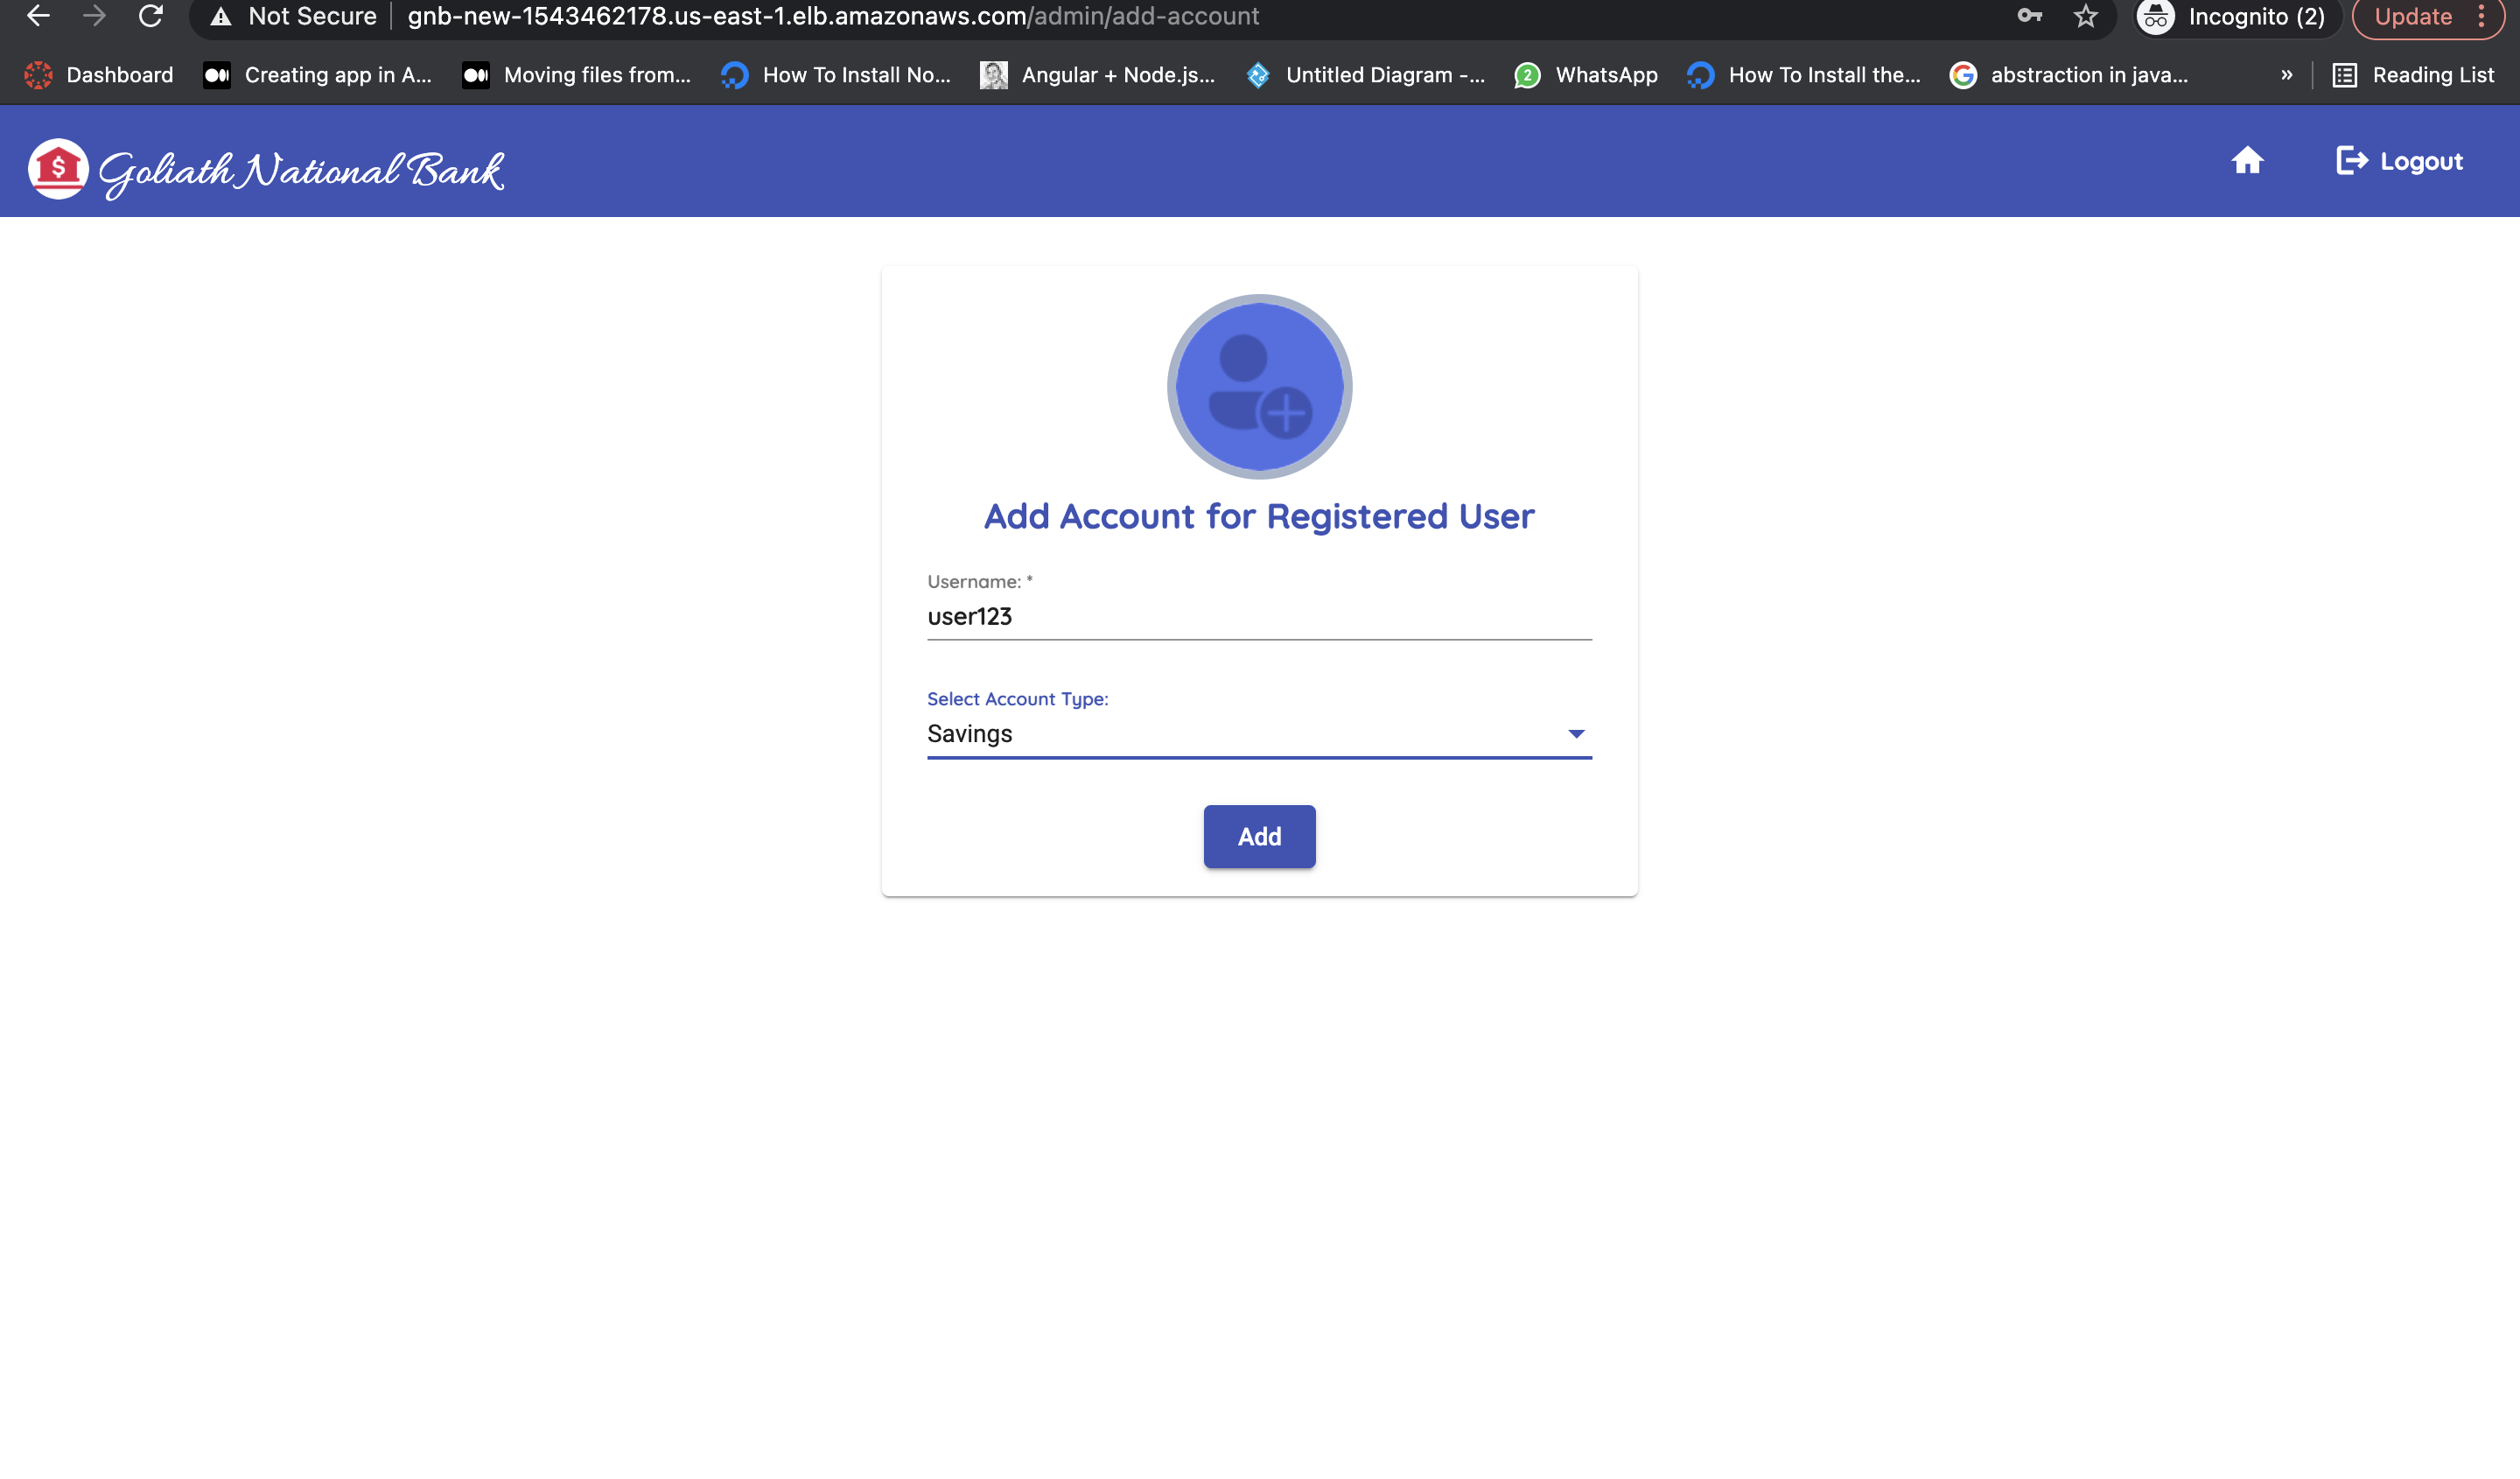 Not Secure gnb-new-1543462178.us-east-1.elb.amazonaws.com/admin/add-account Incognito (2) Update
Dashboard Creating app in A... Moving files from... How To Install No... Angular + Node.js... Untitled Diagram -... 2 WhatsApp How To Install the... abstraction in java... » Reading List
$ Goliath National Bank Logout
Add Account for Registered User
Username: *
user123
Select Account Type:
Savings
Add